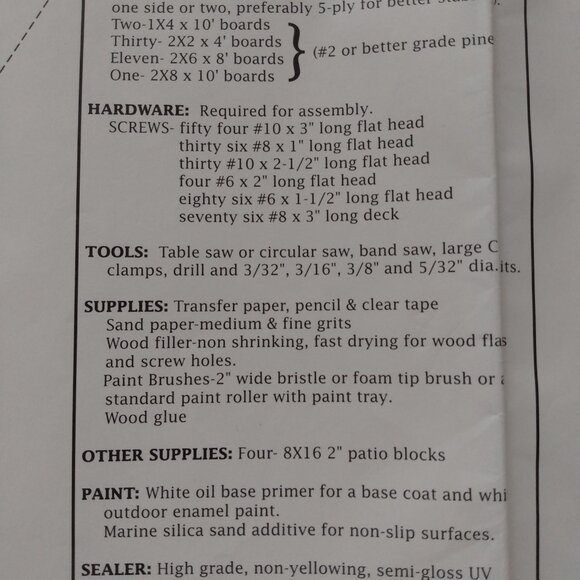 one side or two, preferably 5-ply for better
Two-1X4 x 10' boards
Thirty- 2X2 x 4' boards
Eleven- 2X6 x 8' boards
One- 2X8 x 10' boards
(#2 or better grade pine
HARDWARE: Required for assembly.
SCREWS- fifty four #10 x 3" long flat head
thirty six #8 x 1" long flat head
thirty #10 x 2-1/2" long flat head
four #6 x 2" long flat head
eighty six #6 x 1-1/2" long flat head
seventy six #8 x 3" long deck
TOOLS: Table saw or circular saw, band saw, large C
clamps, drill and 3/32", 3/16", 3/8" and 5/32" dia.its.
SUPPLIES: Transfer paper, pencil & clear tape
Sand paper-medium & fine grits
Wood filler-non shrinking, fast drying for wood flas
and screw holes.
Paint Brushes-2" wide bristle or foam tip brush or
standard paint roller with paint tray.
Wood glue
OTHER SUPPLIES: Four- 8X16 2" patio blocks
PAINT: White oil base primer for a base coat and whi
outdoor enamel paint.
Marine silica sand additive for non-slip surfaces.
SEALER: High grade, non-yellowing, semi-gloss UV